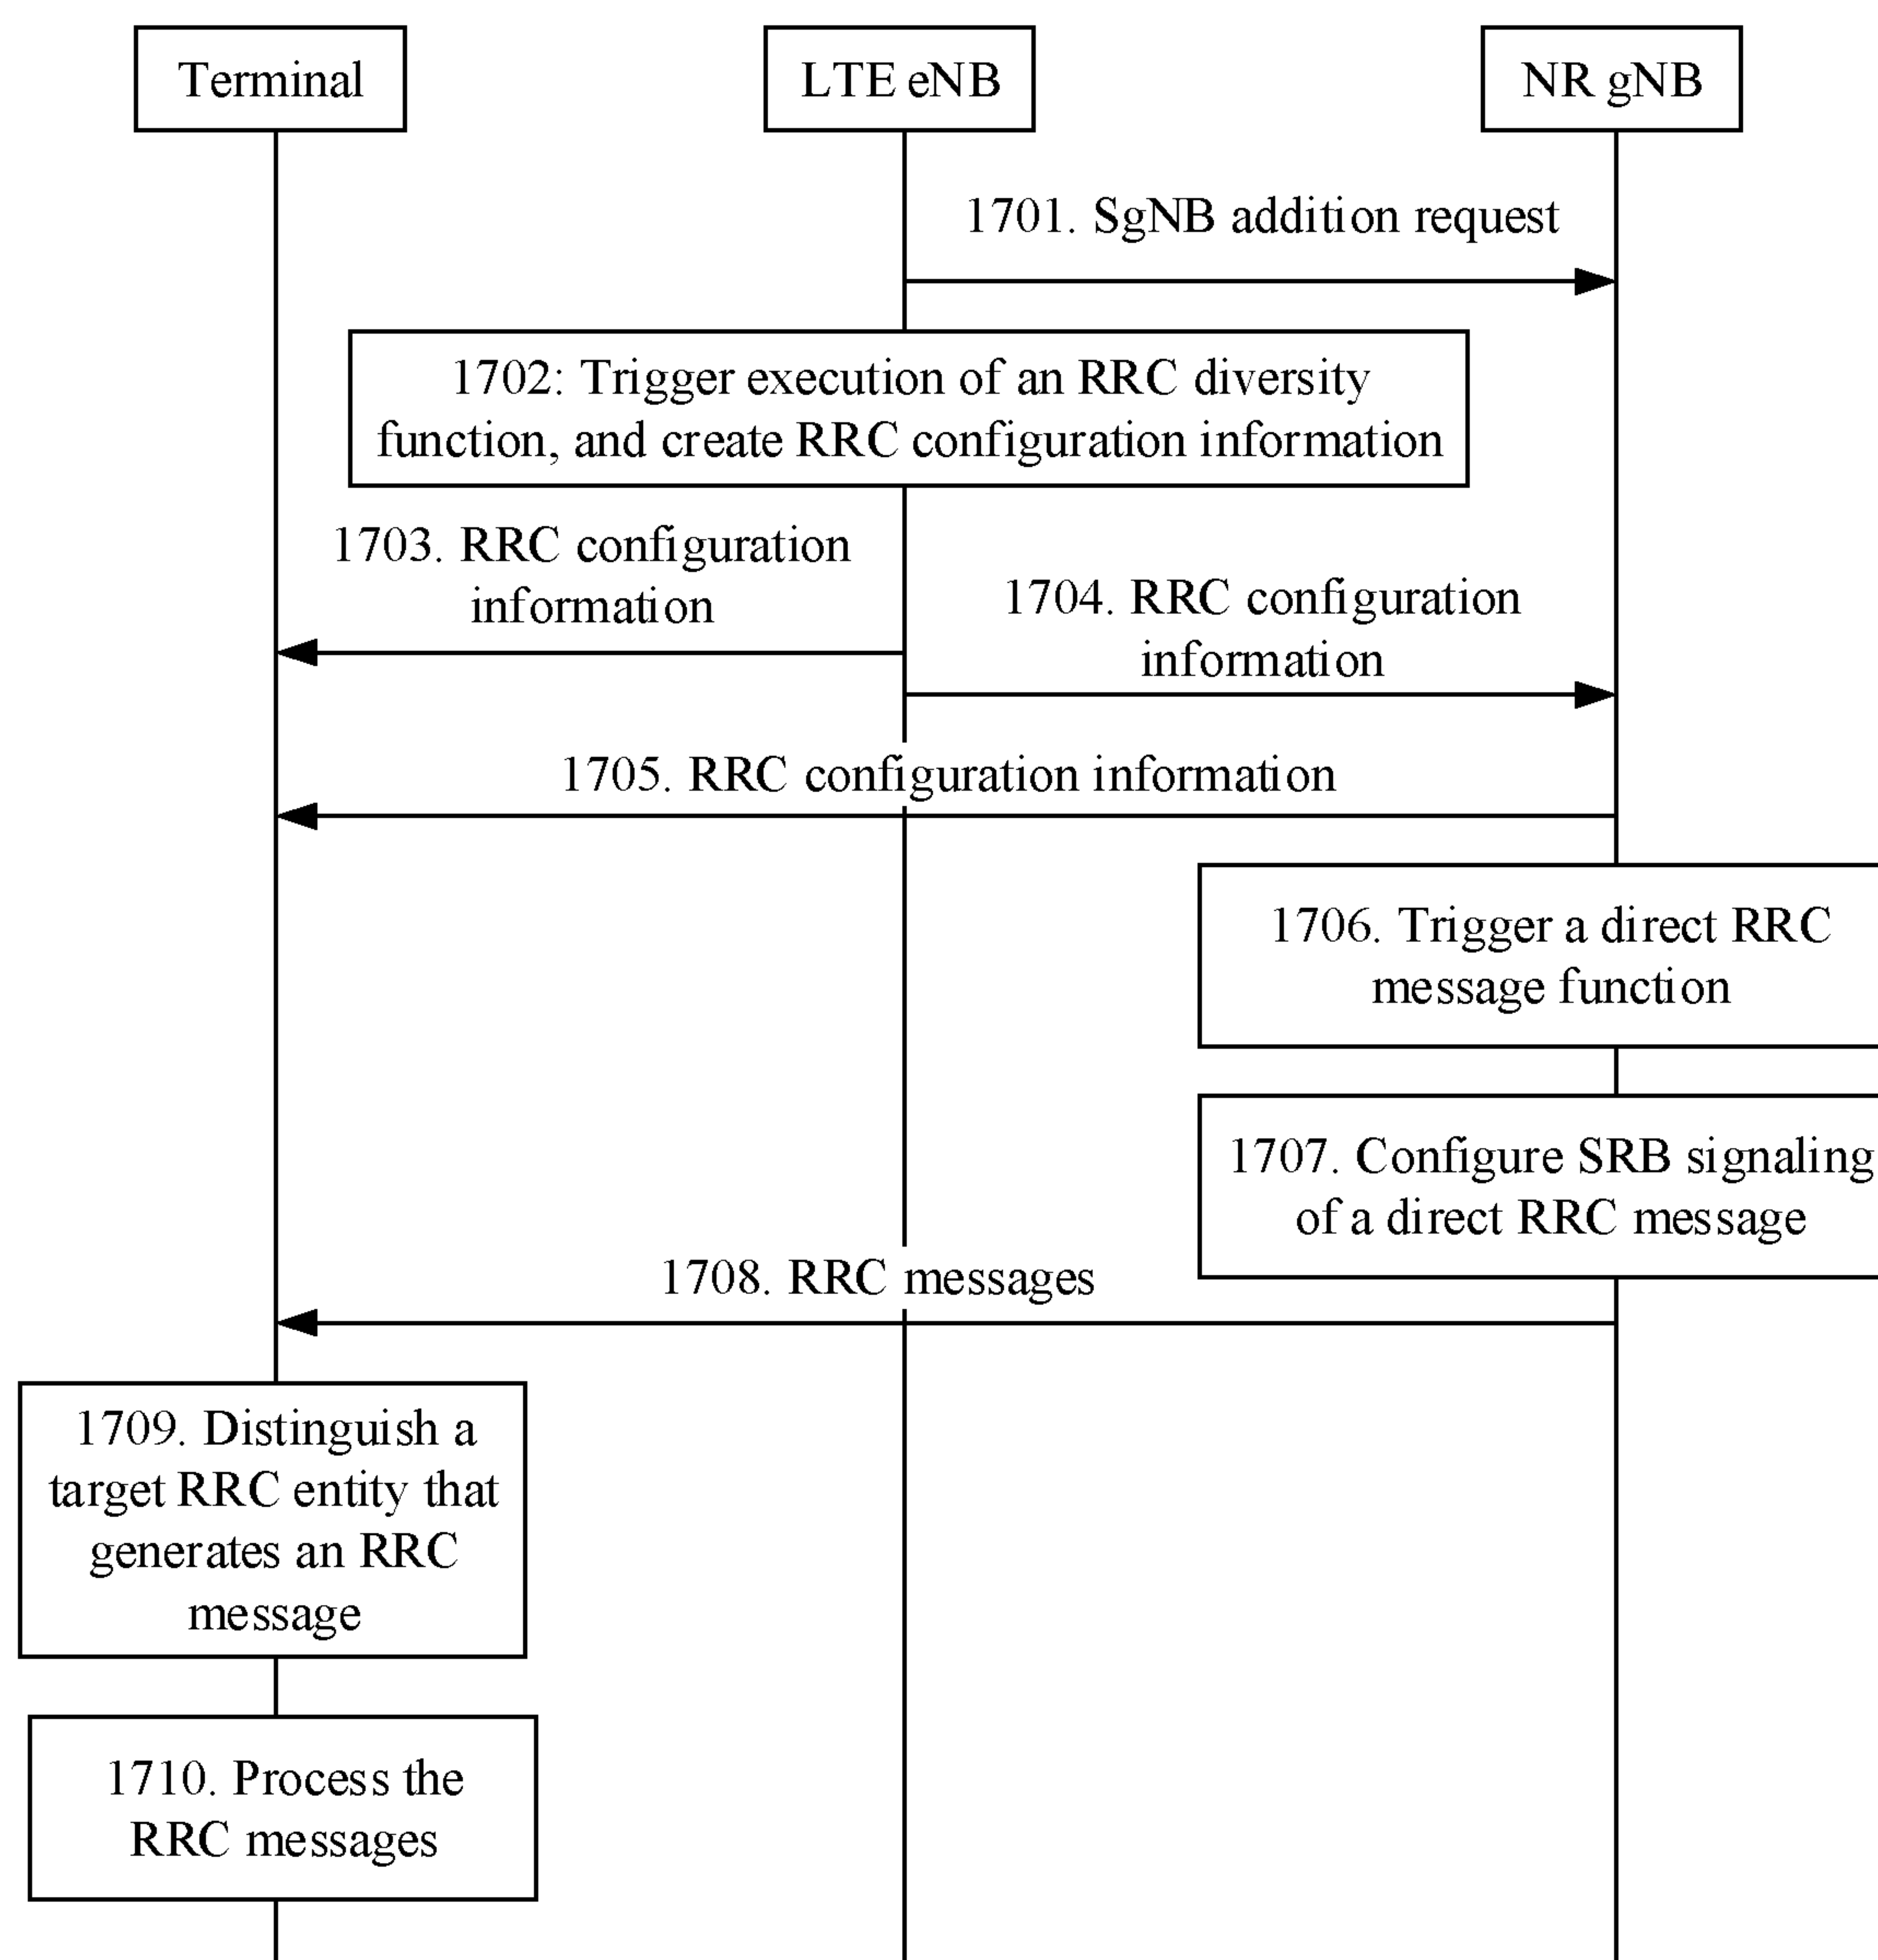 Terminal
LTE eNB
NR gNB
1701. SgNB addition request
1702: Trigger execution of an RRC diversity
function, and create RRC configuration information
1703. RRC configuration
information
1704. RRC configuration
information
1705. RRC configuration information
1706. Trigger a direct RRC
message function
1707. Configure SRB signaling
of a direct RRC message
1708. RRC messages
1709. Distinguish a
target RRC entity that
generates an RRC
message
1710. Process the
RRC messages